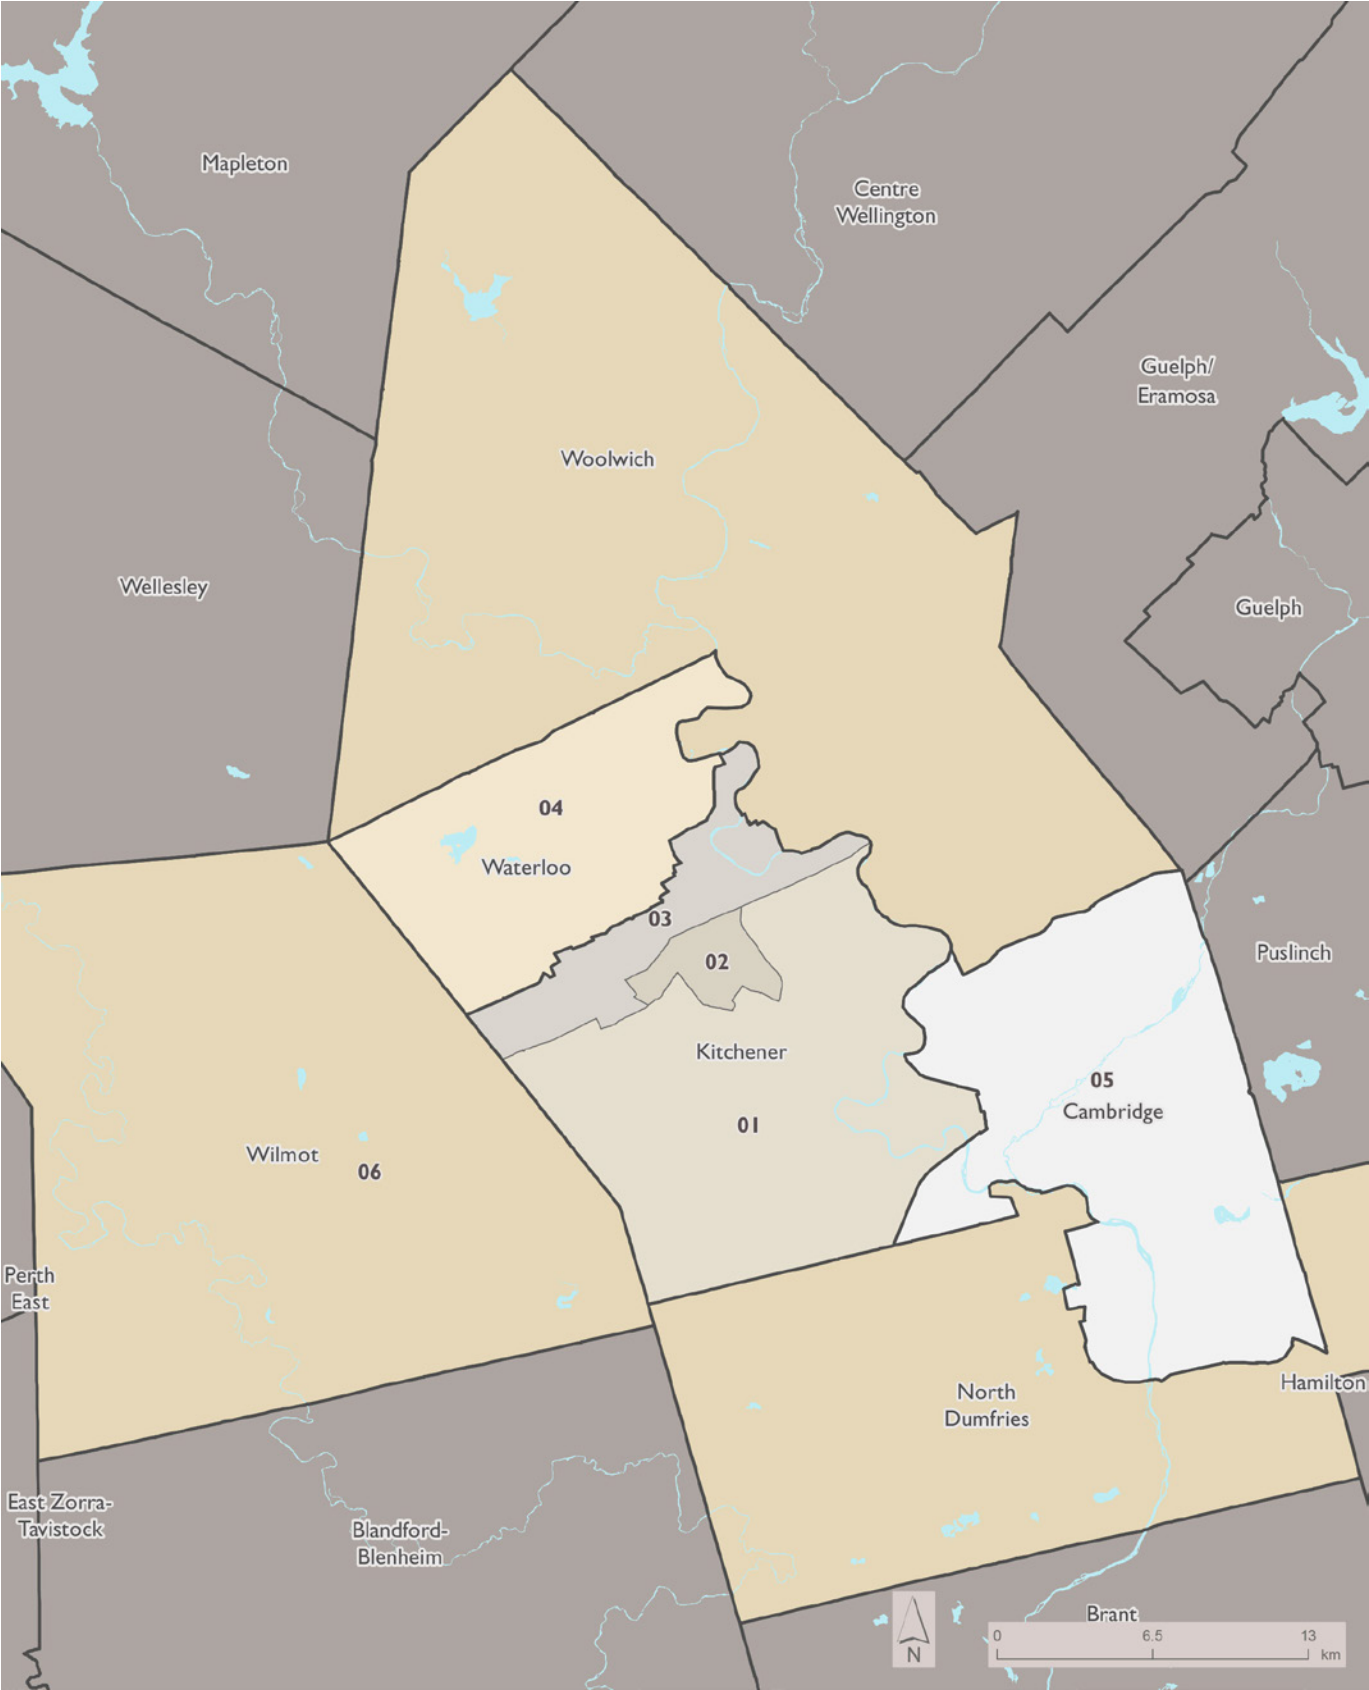 Mapleton
Centre
Wellington
Guelph/
Eramosa
Woolwich
Wellesley
Guelph
04
Waterloo
03
02
Puslinch
Kitchener
05
Cambridge
01
Wilmot
06
Perth
East
North
Dumfries
Hamilton
East Zorra-
Tavistock
Blandford-
Blenheim
Brant
N
0 6.5 13
km